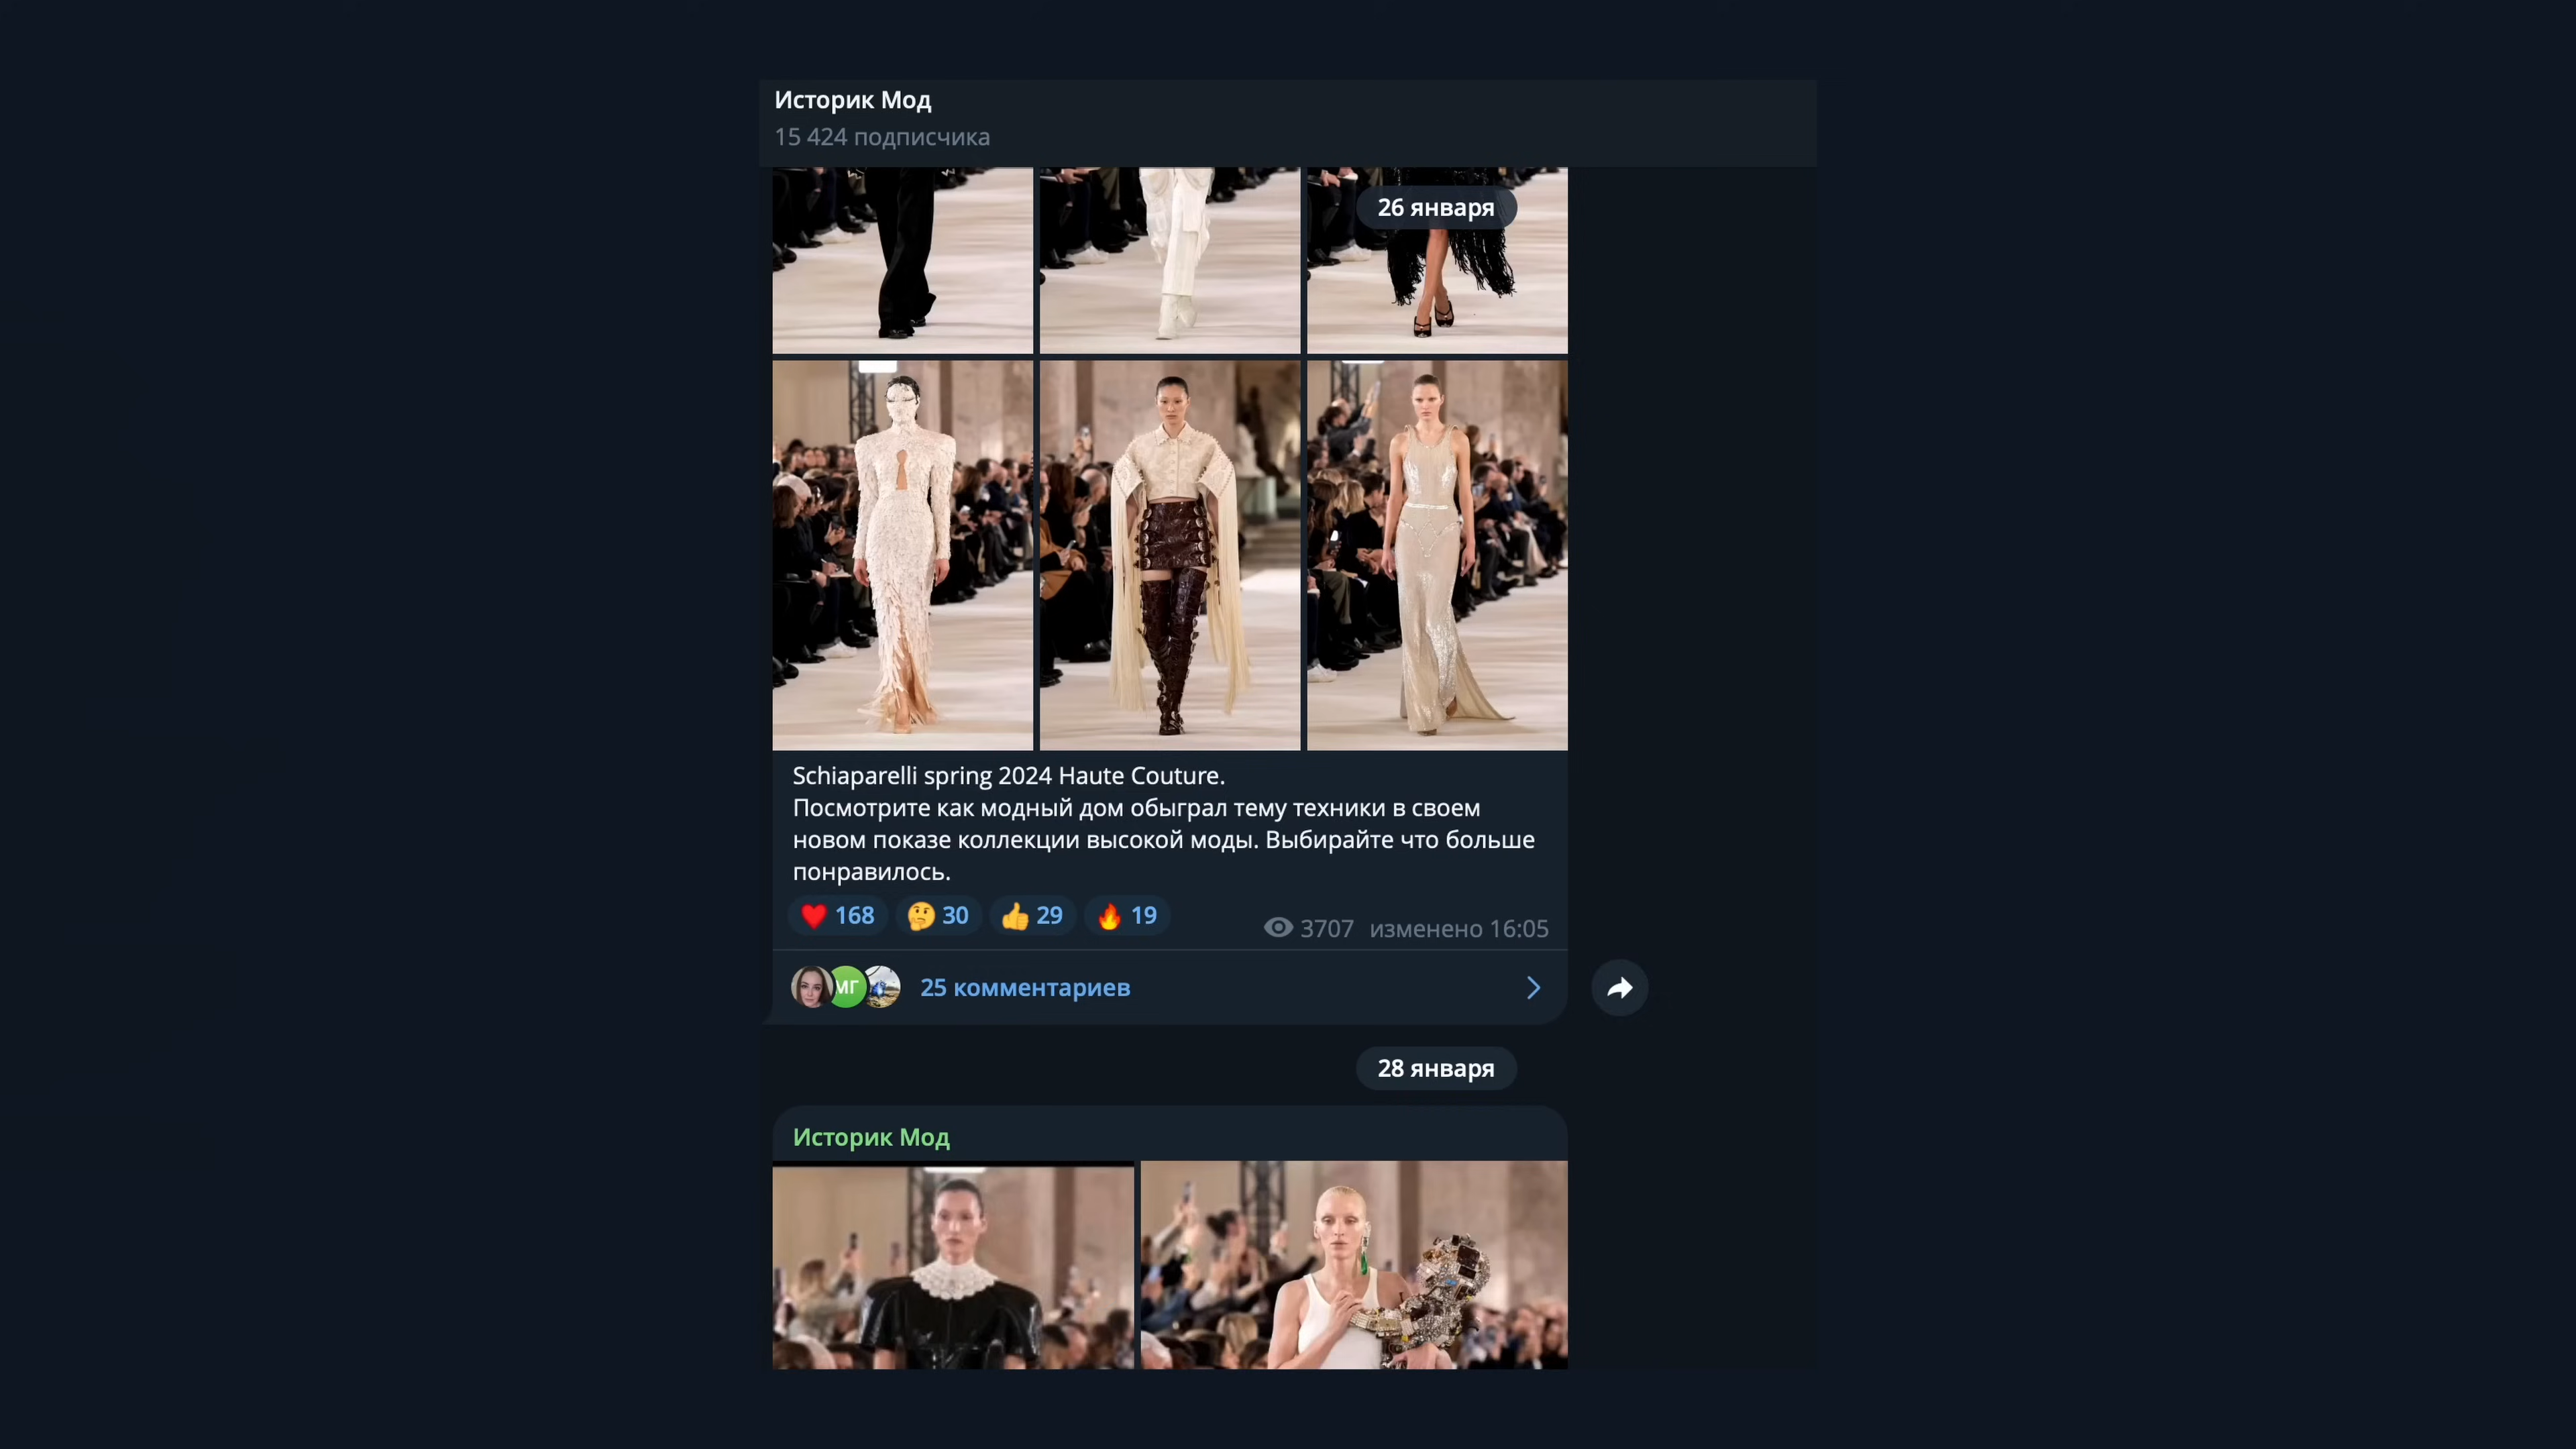 Историк Мод
15 424 подписчика
26 января
Schiaparelli spring 2024 Haute Couture.
Посмотрите как модный дом обыграл тему техники в своем
новом показе коллекции высокой моды. Выбирайте что больше
понравилось.
168 30 29 19
3707 изменено 16:05
МГ
25 комментариев
28 января
Историк Мод